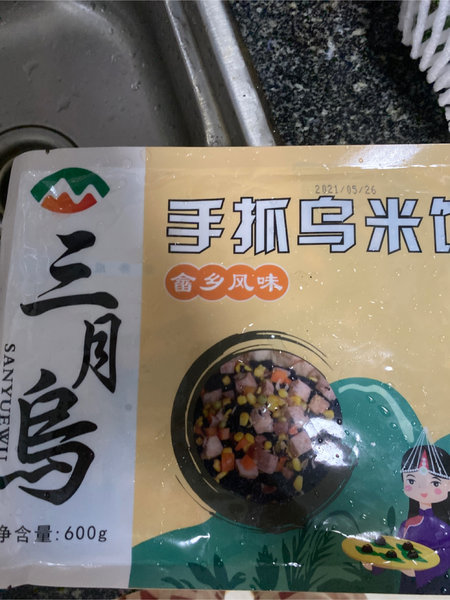 2021/05/26
手抓乌米饭
畲乡风味
三月烏
SANYUEWU
净含量:600g